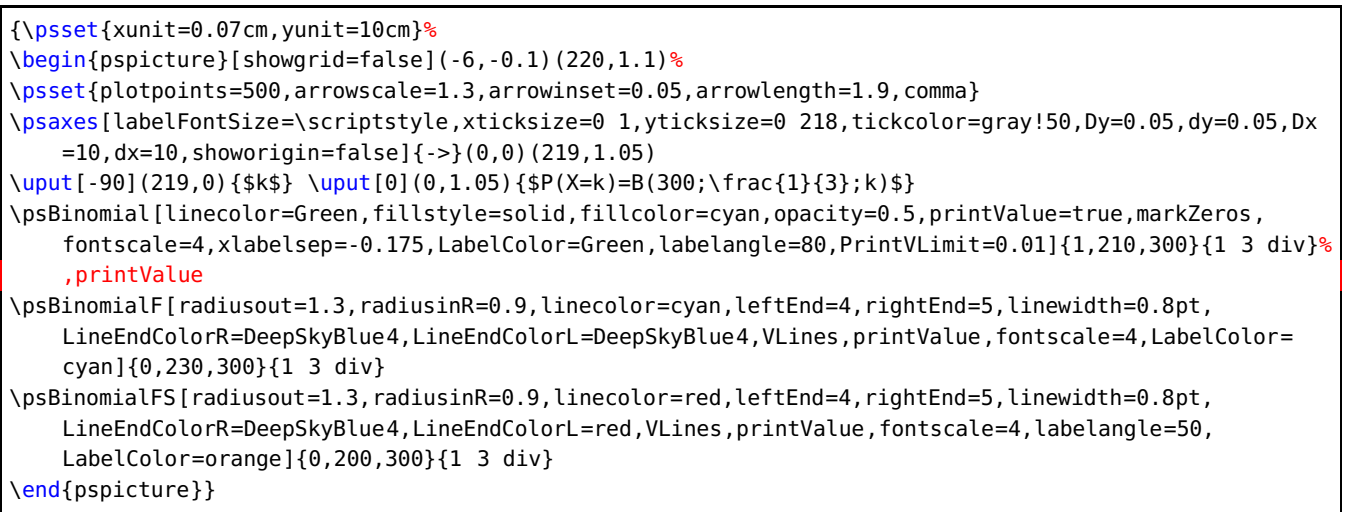 {\psset{xunit=0.07cm,yunit=10cm}%
\begin{pspicture}[showgrid=false](-6,-0.1)(220,1.1)%
\psset{plotpoints=500,arrowscale=1.3,arrowinset=0.05,arrowlength=1.9,comma}
\psaxes[labelFontSize=\scriptstyle,xticksize=0 1,yticksize=0 218,tickcolor=gray!50,Dy=0.05,dy=0.05,Dx
=10,dx=10,showorigin=false]{->}(0,0)(219,1.05)
\uput[-90](219,0){$k$} \uput[0](0,1.05){$P(X=k)=B(300;\frac{1}{3};k)$}
\psBinomial[linecolor=Green,fillstyle=solid,fillcolor=cyan,opacity=0.5,printValue=true,markZeros,
fontscale=4,xlabelsep=-0.175,LabelColor=Green,labelangle=80,PrintVLimit=0.01]{1,210,300}{1 3 div}%
,printValue
\psBinomialF[radiusout=1.3,radiusinR=0.9,linecolor=cyan,leftEnd=4,rightEnd=5,linewidth=0.8pt,
LineEndColorR=DeepSkyBlue4,LineEndColorL=DeepSkyBlue4,VLines,printValue,fontscale=4,LabelColor=
cyan]{0,230,300}{1 3 div}
\psBinomialFS[radiusout=1.3,radiusinR=0.9,linecolor=red,leftEnd=4,rightEnd=5,linewidth=0.8pt,
LineEndColorR=DeepSkyBlue4,LineEndColorL=red,VLines,printValue,fontscale=4,labelangle=50,
LabelColor=orange]{0,200,300}{1 3 div}
\end{pspicture}}